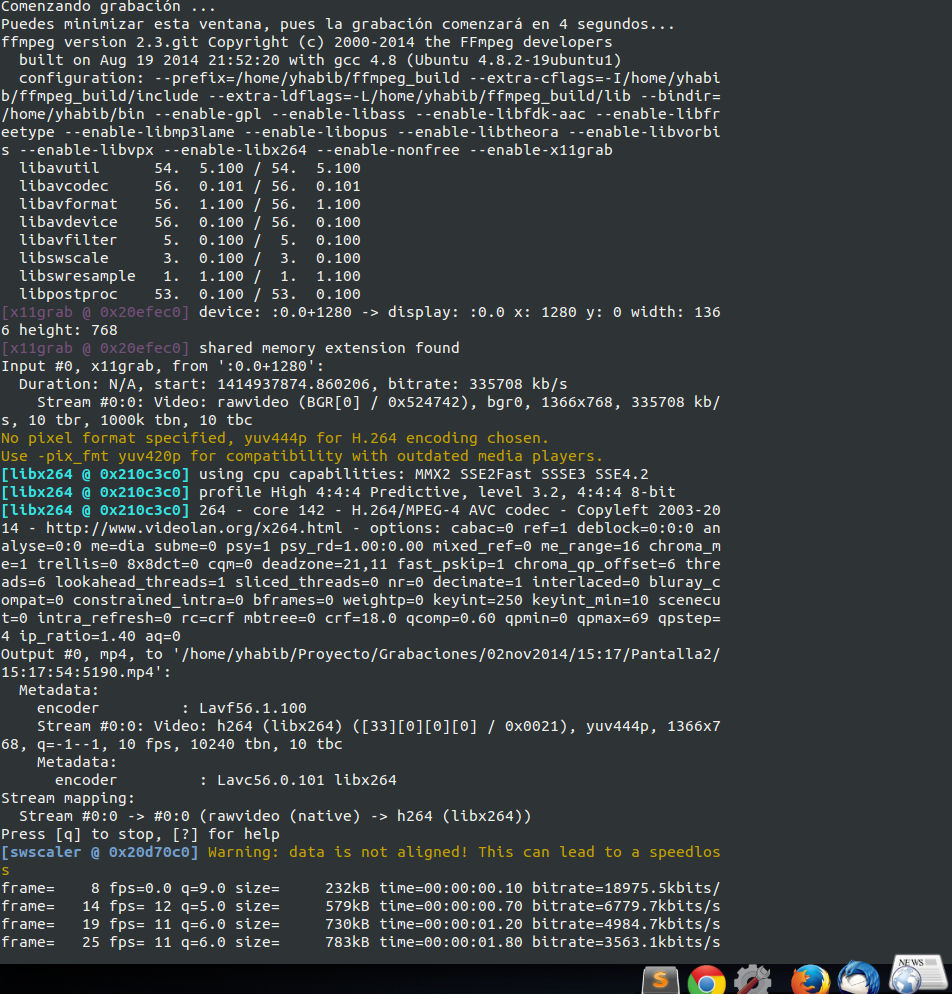 Comenzando grabación ...
Puedes minimizar esta ventana, pues la grabación comenzará en 4 segundos...
ffmpeg version 2.3.git Copyright (c) 2000-2014 the FFmpeg developers
  built on Aug 19 2014 21:52:20 with gcc 4.8 (Ubuntu 4.8.2-19ubuntu1)
  configuration: --prefix=/home/yhabib/ffmpeg_build --extra-cflags=-I/home/yhabi
b/ffmpeg_build/include --extra-ldflags=-L/home/yhabib/ffmpeg_build/lib --bindir=
/home/yhabib/bin --enable-gpl --enable-libass --enable-libfdk-aac --enable-libfr
eetype --enable-libmp3lame --enable-libopus --enable-libtheora --enable-libvorbi
s --enable-libvpx --enable-libx264 --enable-nonfree --enable-x11grab
  libavutil      54.  5.100 / 54.  5.100
  libavcodec     56.  0.101 / 56.  0.101
  libavformat    56.  1.100 / 56.  1.100
  libavdevice    56.  0.100 / 56.  0.100
  libavfilter     5.  0.100 /  5.  0.100
  libswscale      3.  0.100 /  3.  0.100
  libswresample   1.  1.100 /  1.  1.100
  libpostproc    53.  0.100 / 53.  0.100
[x11grab @ 0x20efec0] device: :0.0+1280 -> display: :0.0 x: 1280 y: 0 width: 136
6 height: 768
[x11grab @ 0x20efec0] shared memory extension found
Input #0, x11grab, from ':0.0+1280':
  Duration: N/A, start: 1414937874.860206, bitrate: 335708 kb/s
    Stream #0:0: Video: rawvideo (BGR[0] / 0x524742), bgr0, 1366x768, 335708 kb/
s, 10 tbr, 1000k tbn, 10 tbc
No pixel format specified, yuv444p for H.264 encoding chosen.
Use -pix_fmt yuv420p for compatibility with outdated media players.
[libx264 @ 0x210c3c0] using cpu capabilities: MMX2 SSE2Fast SSSE3 SSE4.2
[libx264 @ 0x210c3c0] profile High 4:4:4 Predictive, level 3.2, 4:4:4 8-bit
[libx264 @ 0x210c3c0] 264 - core 142 - H.264/MPEG-4 AVC codec - Copyleft 2003-20
14 - http://www.videolan.org/x264.html - options: cabac=0 ref=1 deblock=0:0:0 an
alyse=0:0 me=dia subme=0 psy=1 psy_rd=1.00:0.00 mixed_ref=0 me_range=16 chroma_m
e=1 trellis=0 8x8dct=0 cqm=0 deadzone=21,11 fast_pskip=1 chroma_qp_offset=6 thre
ads=6 lookahead_threads=1 sliced_threads=0 nr=0 decimate=1 interlaced=0 bluray_c
ompat=0 constrained_intra=0 bframes=0 weightp=0 keyint=250 keyint_min=10 scenecu
t=0 intra_refresh=0 rc=crf mbtree=0 crf=18.0 qcomp=0.60 qpmin=0 qpmax=69 qpstep=
4 ip_ratio=1.40 aq=0
Output #0, mp4, to '/home/yhabib/Proyecto/Grabaciones/02nov2014/15:17/Pantalla2/
15:17:54:5190.mp4':
  Metadata:
    encoder         : Lavf56.1.100
    Stream #0:0: Video: h264 (libx264) ([33][0][0][0] / 0x0021), yuv444p, 1366x7
68, q=-1--1, 10 fps, 10240 tbn, 10 tbc
    Metadata:
      encoder         : Lavc56.0.101 libx264
Stream mapping:
  Stream #0:0 -> #0:0 (rawvideo (native) -> h264 (libx264))
Press [q] to stop, [?] for help
[swscaler @ 0x20d70c0] Warning: data is not aligned! This can lead to a speedlos
s
frame=    8 fps=0.0 q=9.0 size=     232kB time=00:00:00.10 bitrate=18975.5kbits/
frame=   14 fps= 12 q=5.0 size=     579kB time=00:00:00.70 bitrate=6779.7kbits/s
frame=   19 fps= 11 q=6.0 size=     730kB time=00:00:01.20 bitrate=4984.7kbits/s
frame=   25 fps= 11 q=6.0 size=     783kB time=00:00:01.80 bitrate=3563.1kbits/s
S
NEWS